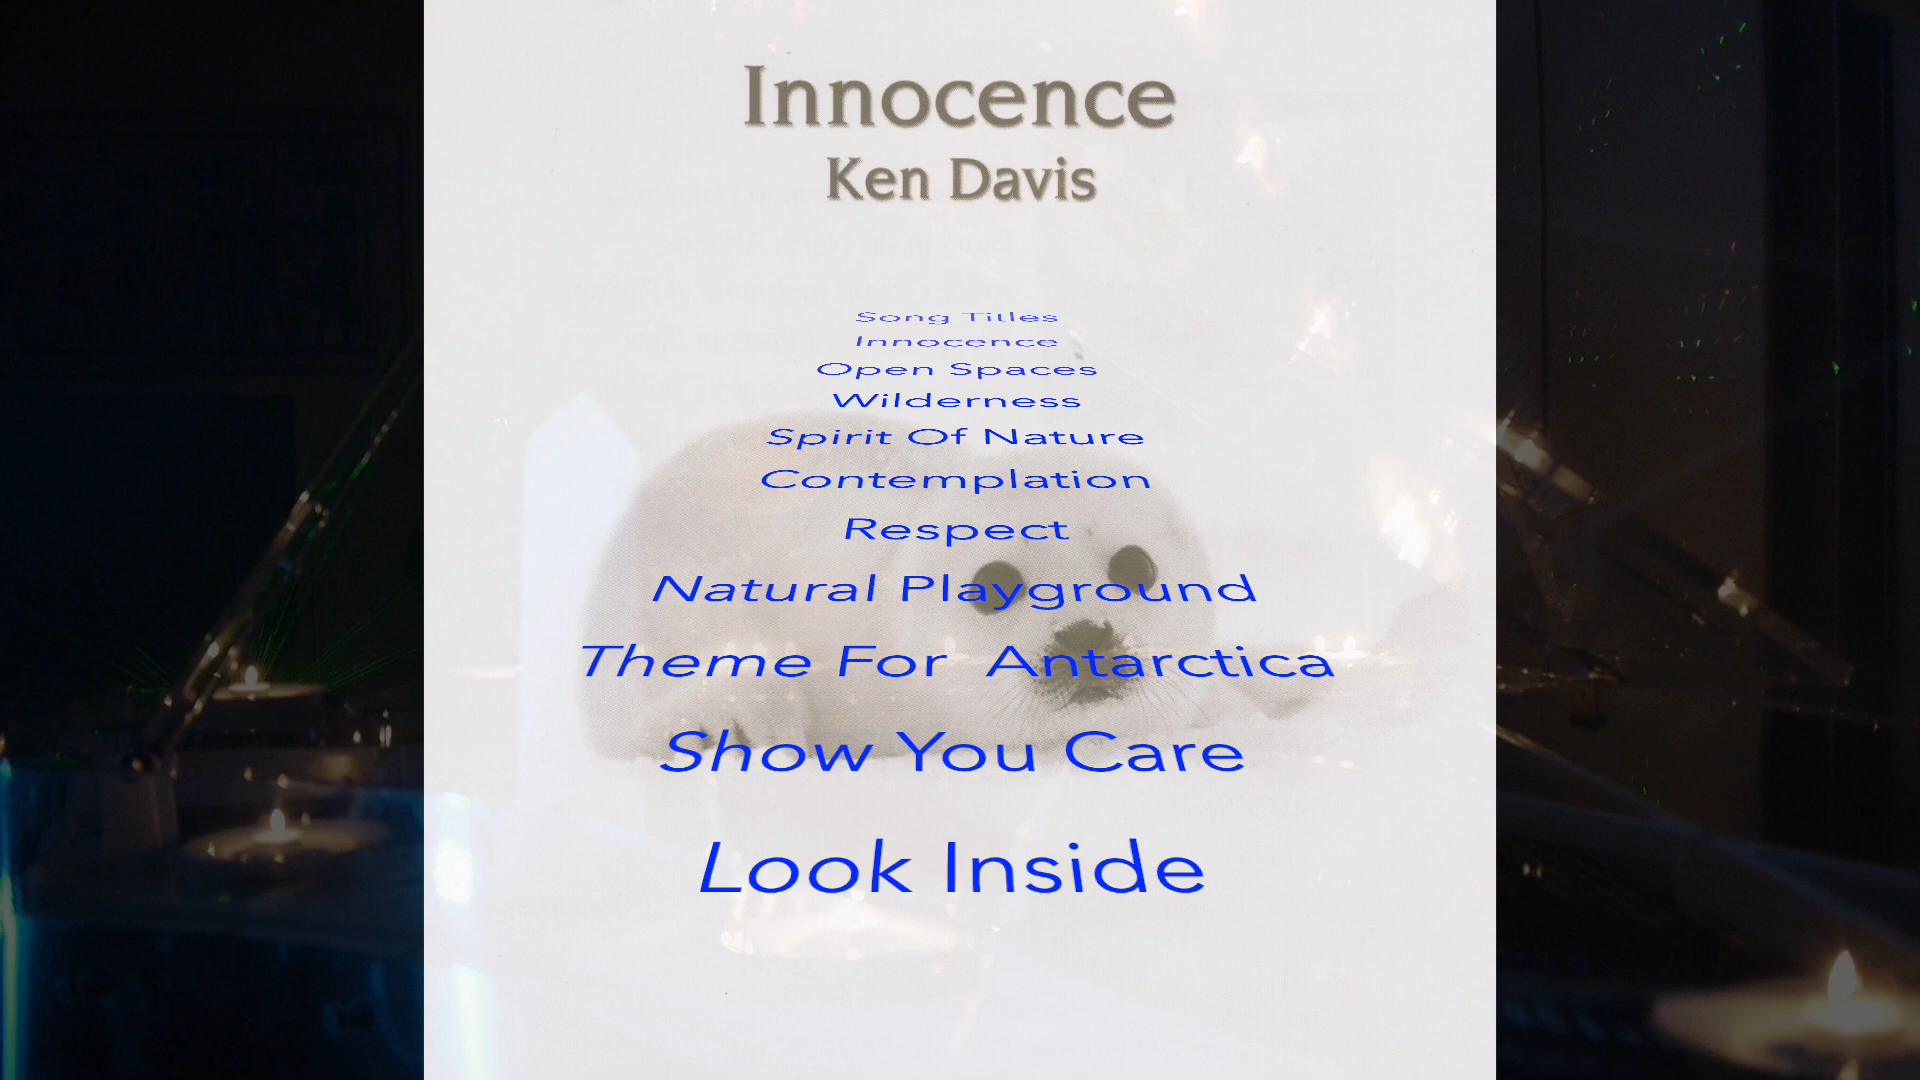 Innocence
Ken Davis
Song Titles
Innocence
Open Spaces
Wilderness
Spirit Of Nature
Contemplation
Respect
Natural Playground
Theme For Antarctica
Show You Care
Look Inside